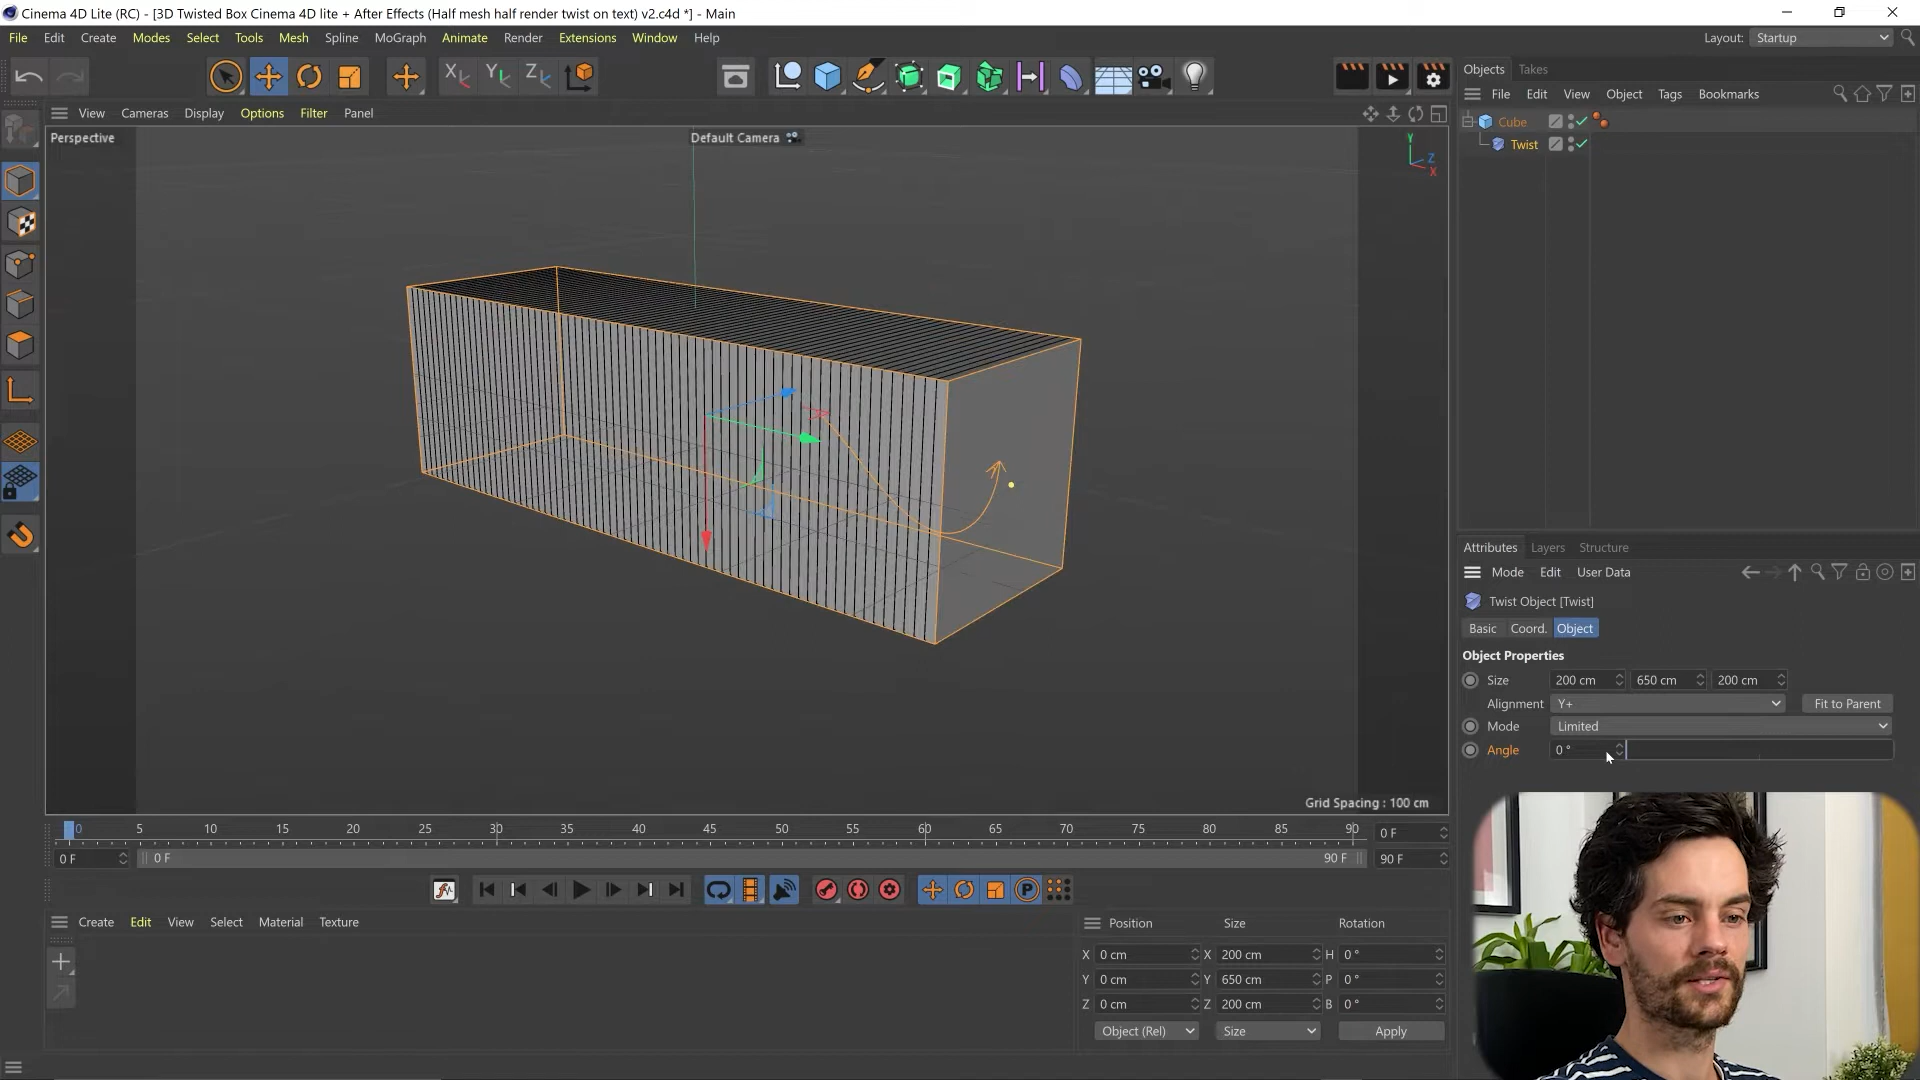 Cinema 4D Lite (RC) - [3D Twisted Box Cinema 4D lite + After Effects (Half mesh half render twist on text) v2.c4d *] - Main
File Edit Create Modes Select Tools Mesh Spline MoGraph Animate Render Extensions Window Help Layout: Startup
Objects Takes
File Edit View Object Tags Bookmarks
Cube
Twist
View Cameras Display Options Filter Panel
Perspective
Default Camera
Y
Z
X
Grid Spacing : 100 cm
Attributes Layers Structure
Mode Edit User Data
Twist Object [Twist]
Basic Coord. Object
Object Properties
Size 200 cm 650 cm 200 cm
Alignment Y+ Fit to Parent
Mode Limited
Angle 0 °
0 5 10 15 20 25 30 35 40 45 50 55 60 65 70 75 80 85 90 0 F
0 F 0 F 90 F 90 F
P
Create Edit View Select Material Texture
Position Size Rotation
X 0 cm X 200 cm H 0 °
Y 0 cm Y 650 cm P 0 °
Z 0 cm Z 200 cm B 0 °
Object (Rel) Size Apply